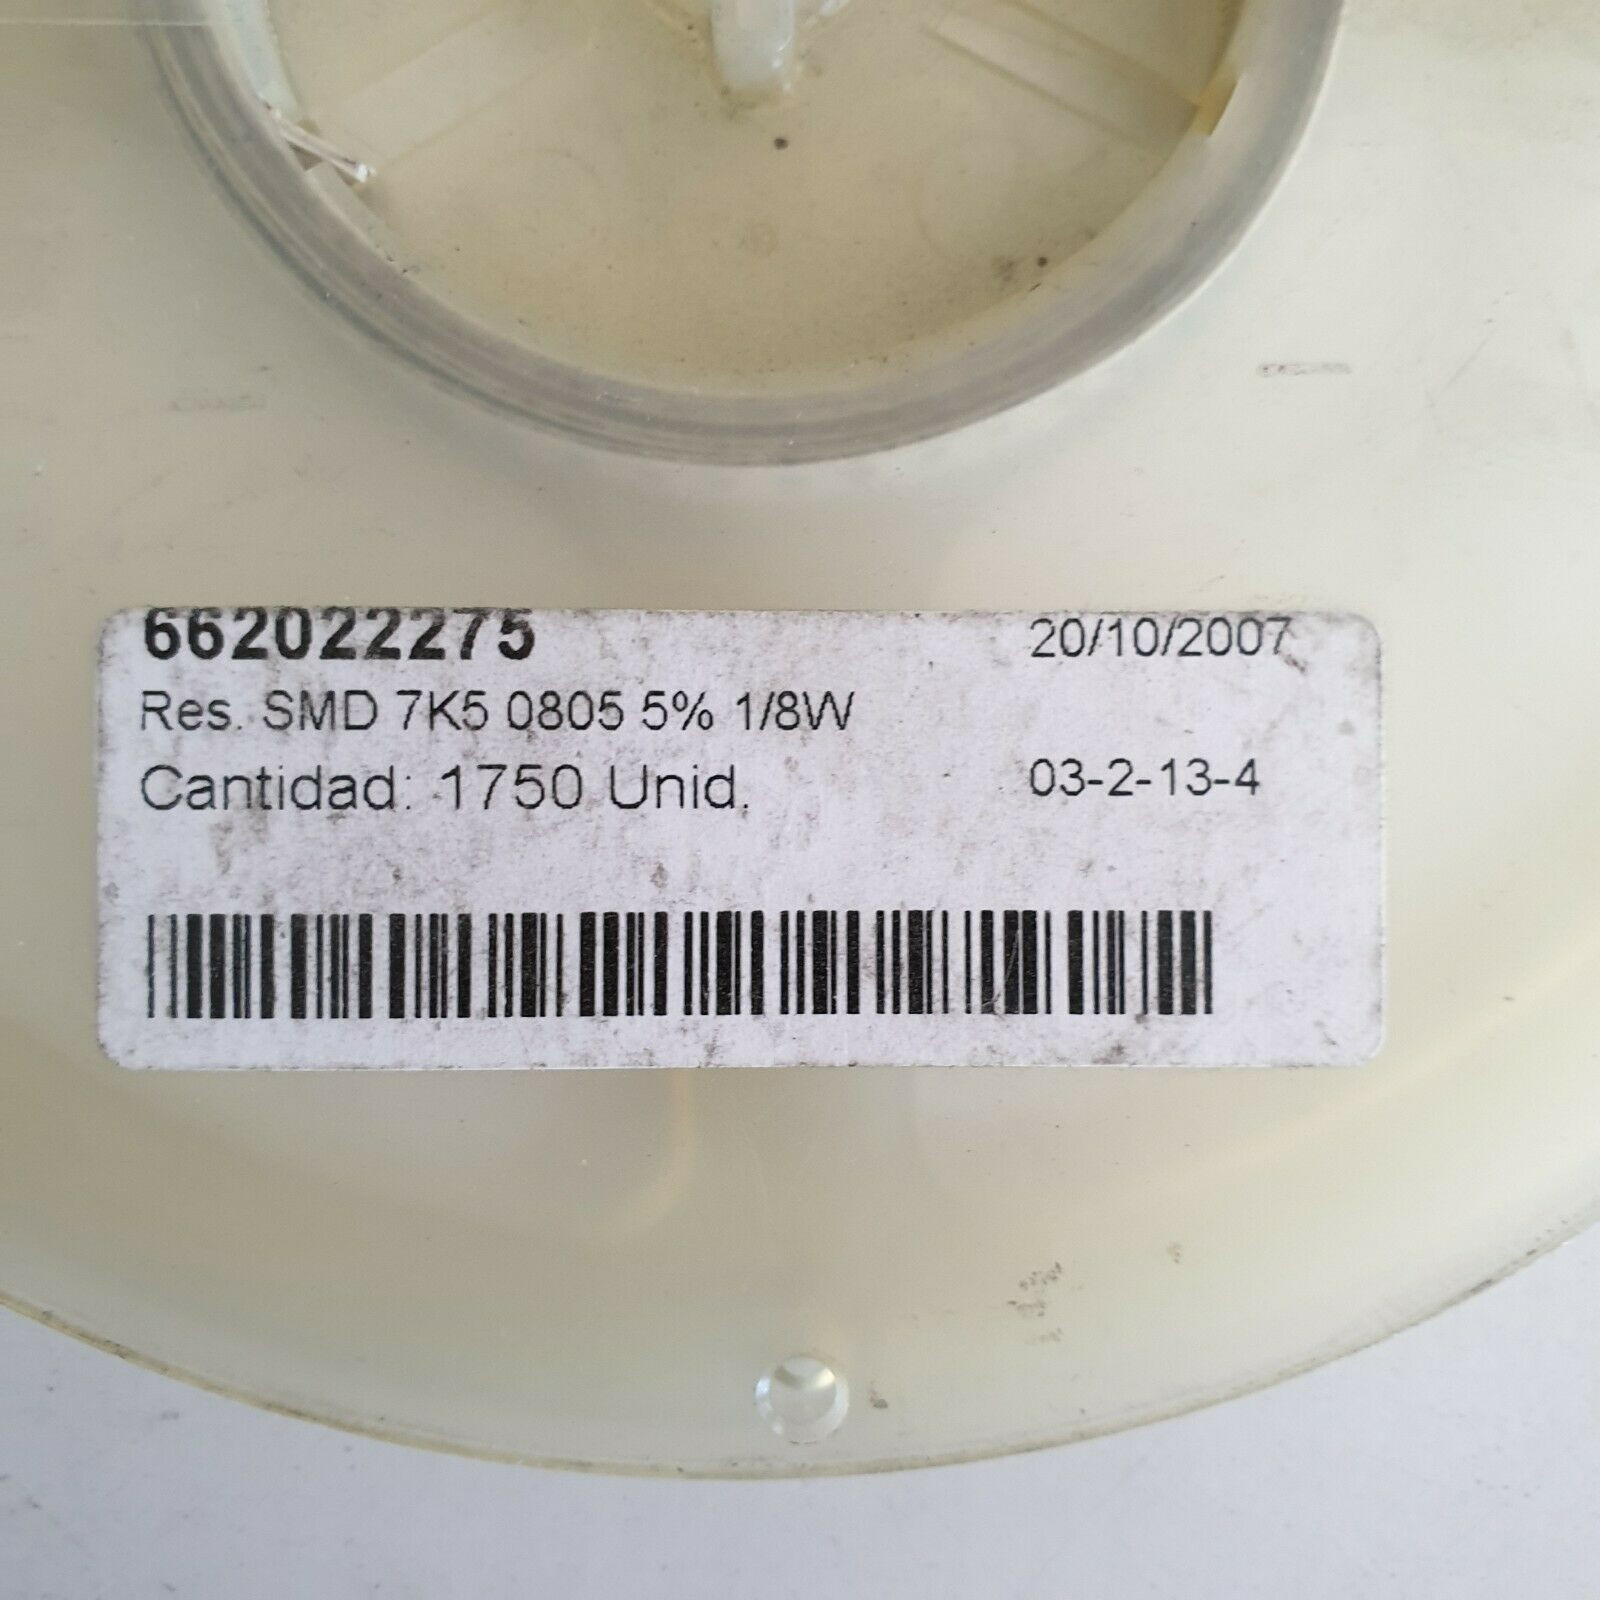 662022275 20/10/2007
Res. SMD 7K5 0805 5% 1/8W
Cantidad: 1750 Unid. 03-2-13-4